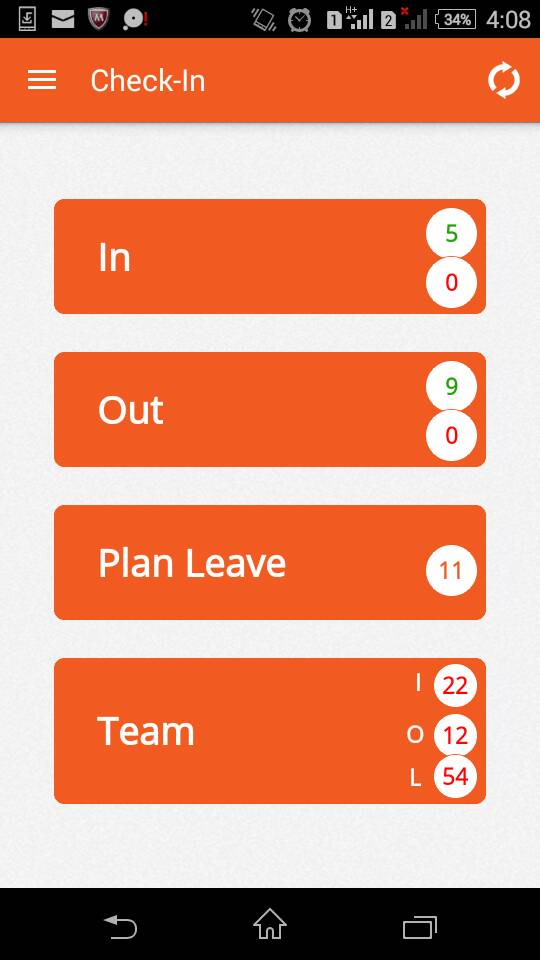 1 H+ 2 34% 4:08
Check-In
In
5
0
Out
9
0
Plan Leave
11
Team
I 22
O 12
L 54